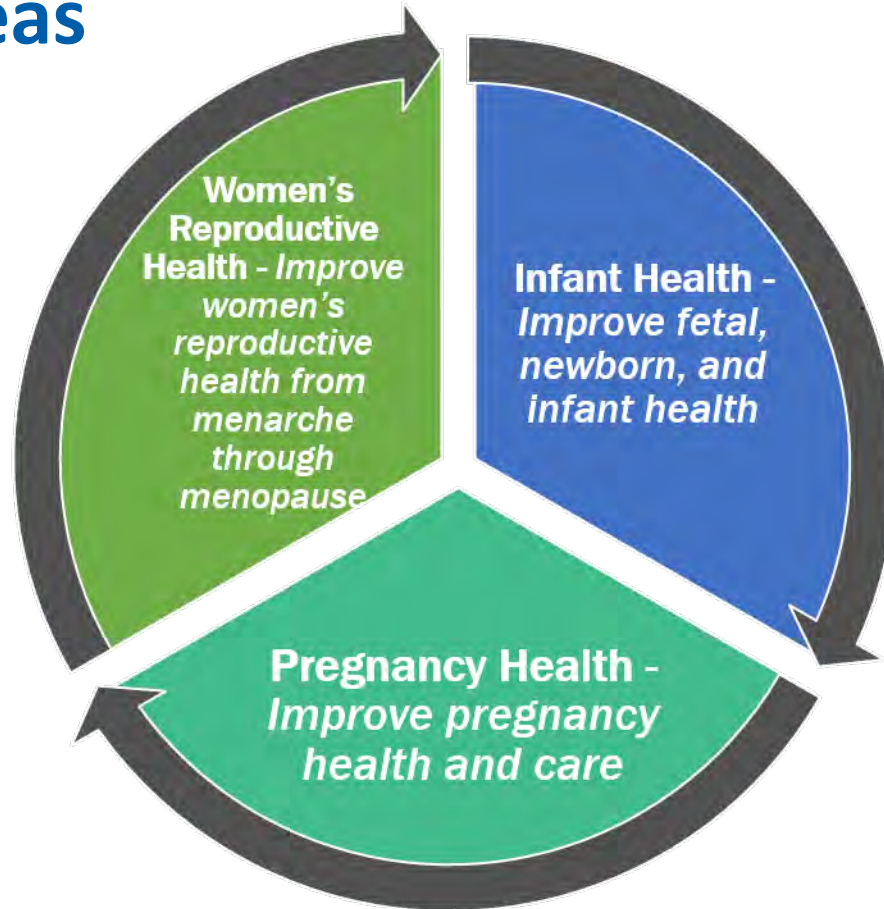 Women's
Reproductive
Health - Improve
women's
reproductive
health from
menarche
through
menopause
Infant Health -
Improve fetal,
newborn, and
infant health
Pregnancy Health -
Improve pregnancy
health and care